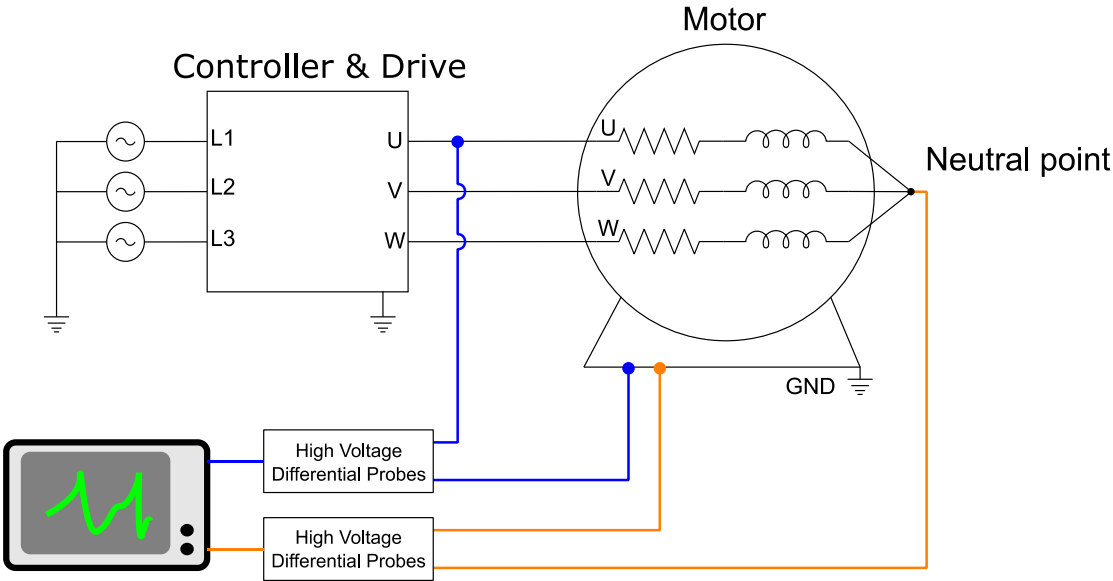 Motor
Controller & Drive
L1
U
U
Neutral point
L2
V
V
L3
W
W
GND
High Voltage
Differential Probes
High Voltage
Differential Probes